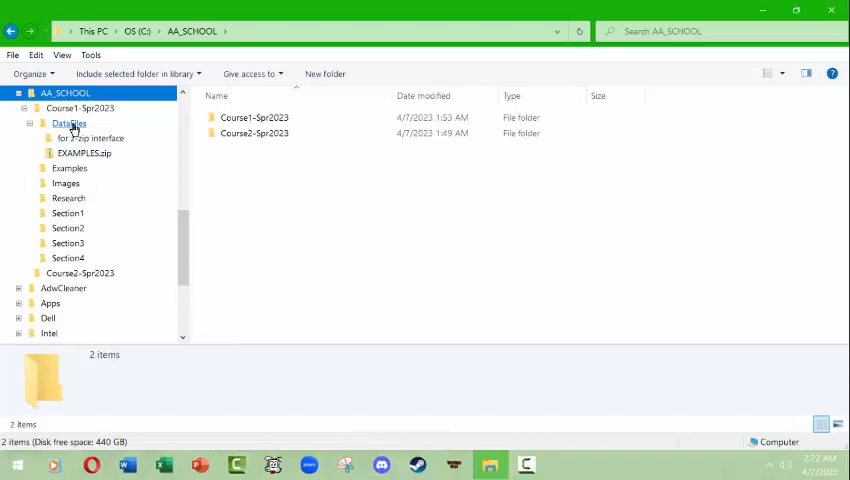 This PC > OS (C:) > AA_SCHOOL >
Search AA_SCHOOL
File Edit View Tools
Organize Include selected folder in library Give access to New folder
AA_SCHOOL
Course1-Spr2023
DataFiles
for z-zip interface
EXAMPLES.zip
Examples
Images
Research
Section1
Section2
Section3
Section4
Course2-Spr2023
AdwCleaner
Apps
Dell
Intel
Name Date modified Type Size
Course1-Spr2023 4/7/2023 1:53 AM File folder
Course2-Spr2023 4/7/2023 1:49 AM File folder
2 items
2 items
2 items (Disk free space: 440 GB) Computer
2:22 AM
4/7/2023